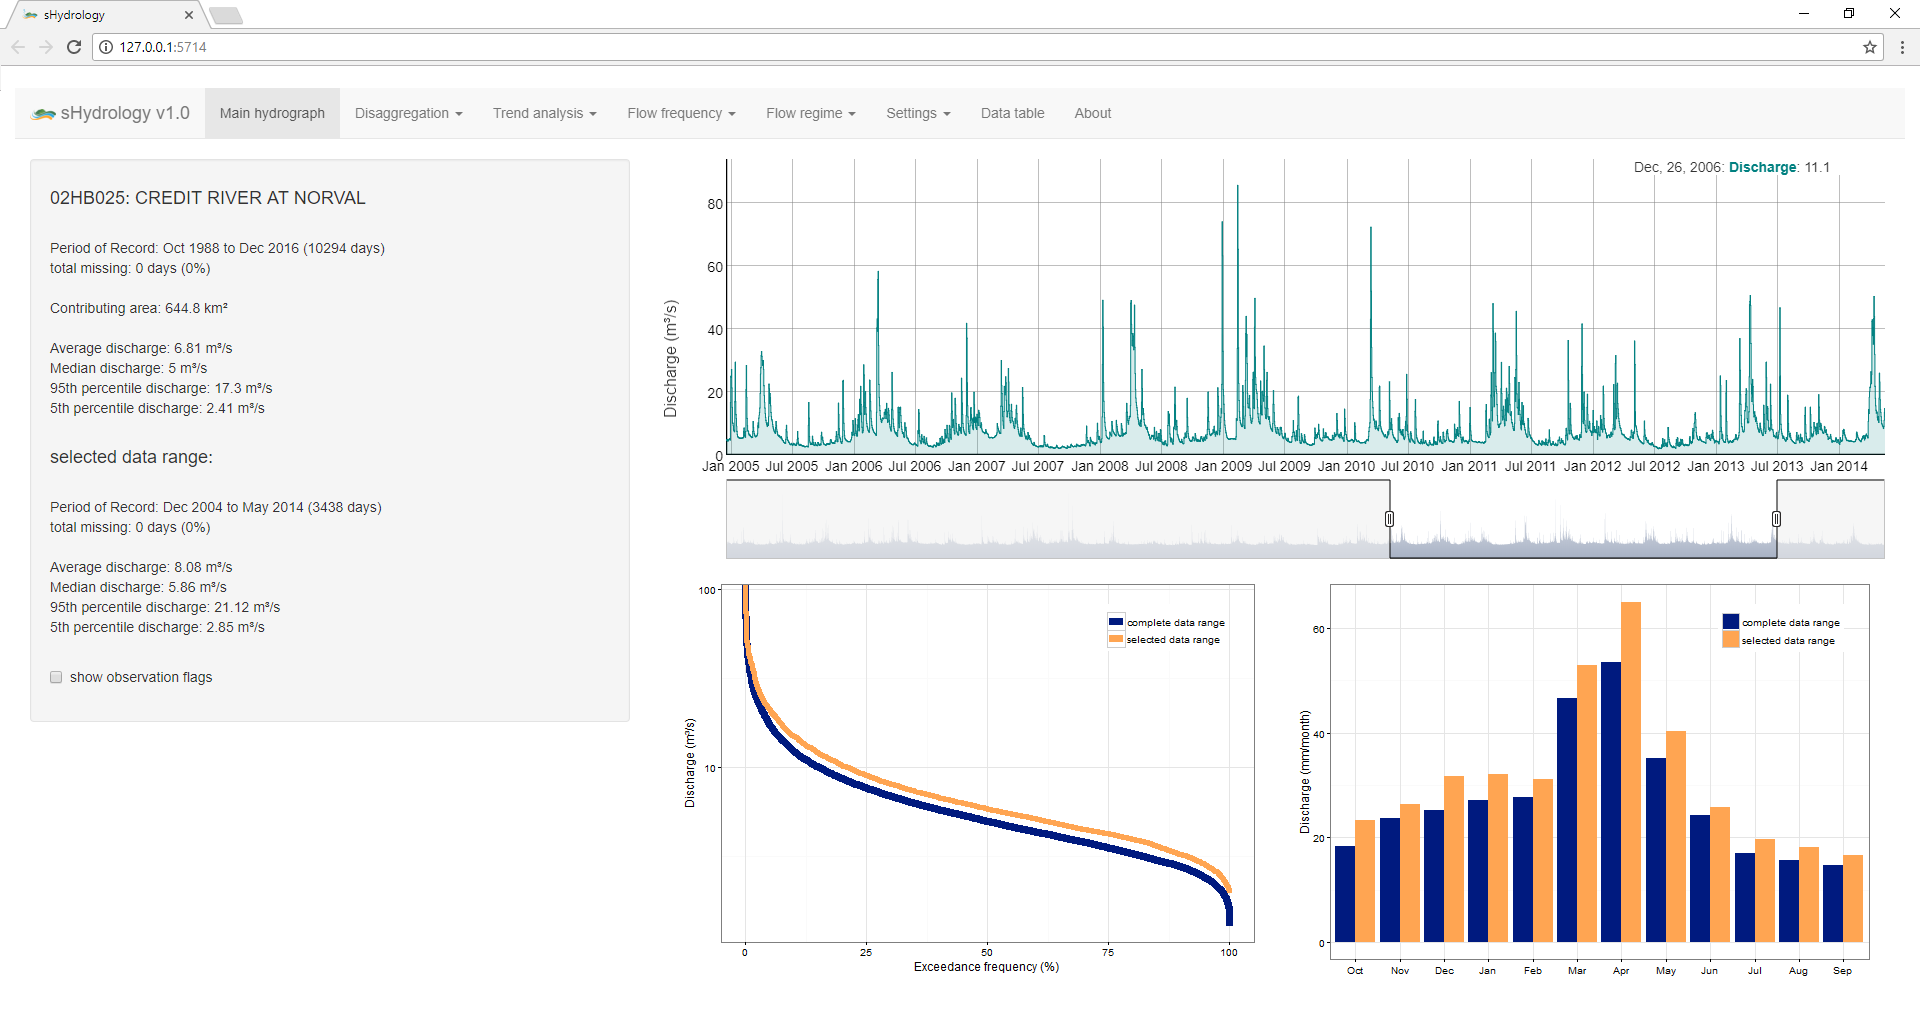 sHydrology
127.0.0.1:5714
sHydrology v1.0 Main hydrograph Disaggregation Trend analysis Flow frequency Flow regime Settings Data table About
02HB025: CREDIT RIVER AT NORVAL
Period of Record: Oct 1988 to Dec 2016 (10294 days)
total missing: 0 days (0%)
Contributing area: 644.8 km²
Average discharge: 6.81 m³/s
Median discharge: 5 m³/s
95th percentile discharge: 17.3 m³/s
5th percentile discharge: 2.41 m³/s
selected data range:
Period of Record: Dec 2004 to May 2014 (3438 days)
total missing: 0 days (0%)
Average discharge: 8.08 m³/s
Median discharge: 5.86 m³/s
95th percentile discharge: 21.12 m³/s
5th percentile discharge: 2.85 m³/s
show observation flags
Dec, 26, 2006: Discharge: 11.1
Discharge (m³/s)
80
60
40
20
0
Jan 2005 Jul 2005 Jan 2006 Jul 2006 Jan 2007 Jul 2007 Jan 2008 Jul 2008 Jan 2009 Jul 2009 Jan 2010 Jul 2010 Jan 2011 Jul 2011 Jan 2012 Jul 2012 Jan 2013 Jul 2013 Jan 2014
Discharge (m³/s)
100
10
complete data range
selected data range
0 25 50 75 100
Exceedance frequency (%)
Discharge (mm/month)
60
40
20
0
complete data range
selected data range
Oct Nov Dec Jan Feb Mar Apr May Jun Jul Aug Sep